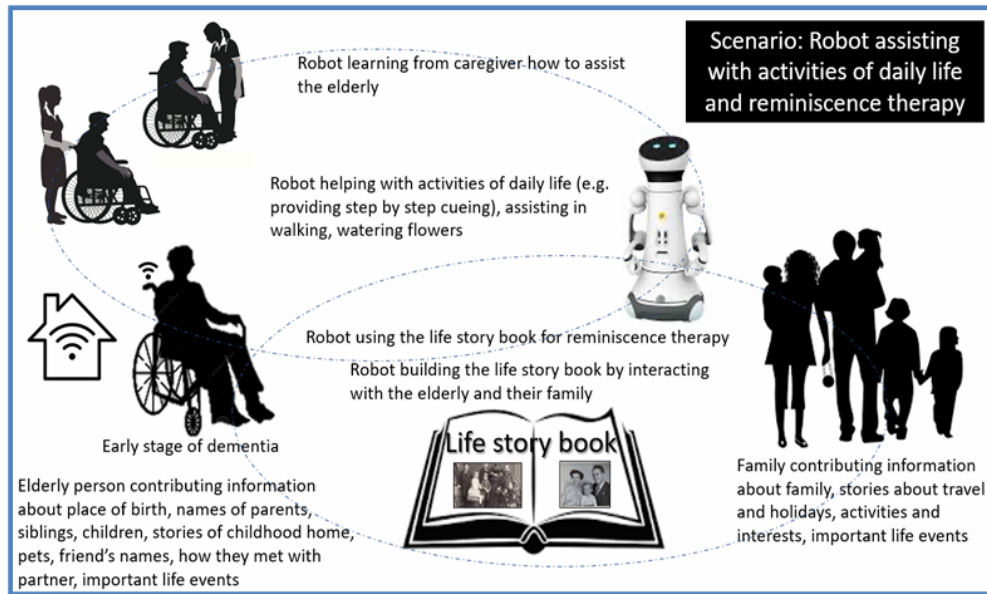 Scenario: Robot assisting
with activities of daily life
and reminiscence therapy
Robot learning from caregiver how to assist
the elderly
Robot helping with activities of daily life (e.g.
providing step by step cueing), assisting in
walking, watering flowers
Robot using the life story book for reminiscence therapy
Robot building the life story book by interacting
with the elderly and their family
Life story book
Early stage of dementia
Elderly person contributing information
about place of birth, names of parents,
siblings, children, stories of childhood home,
pets, friend's names, how they met with
partner, important life events
Family contributing information
about family, stories about travel
and holidays, activities and
interests, important life events